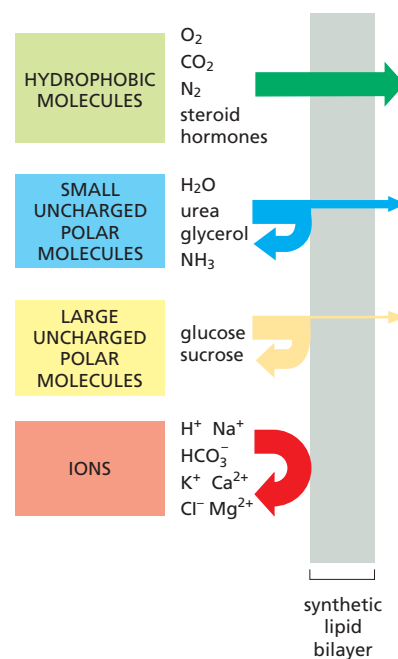 HYDROPHOBIC
MOLECULES
O₂
CO₂
N₂
steroid
hormones
SMALL
UNCHARGED
POLAR
MOLECULES
H₂O
urea
glycerol
NH₃
LARGE
UNCHARGED
POLAR
MOLECULES
glucose
sucrose
IONS
H⁺ Na⁺
HCO₃⁻
K⁺ Ca²⁺
Cl⁻ Mg²⁺
synthetic
lipid
bilayer